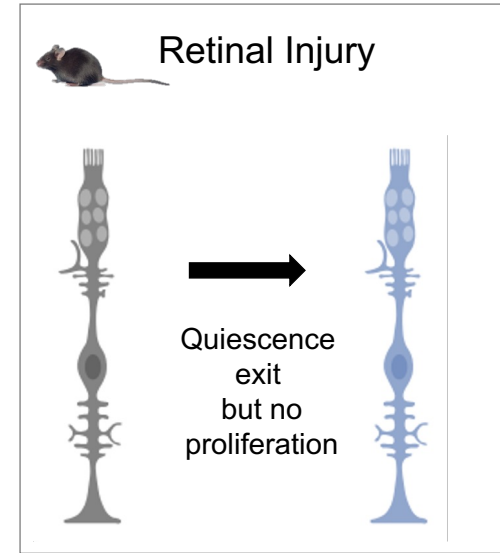 Retinal Injury
Quiescence
exit
but no
proliferation